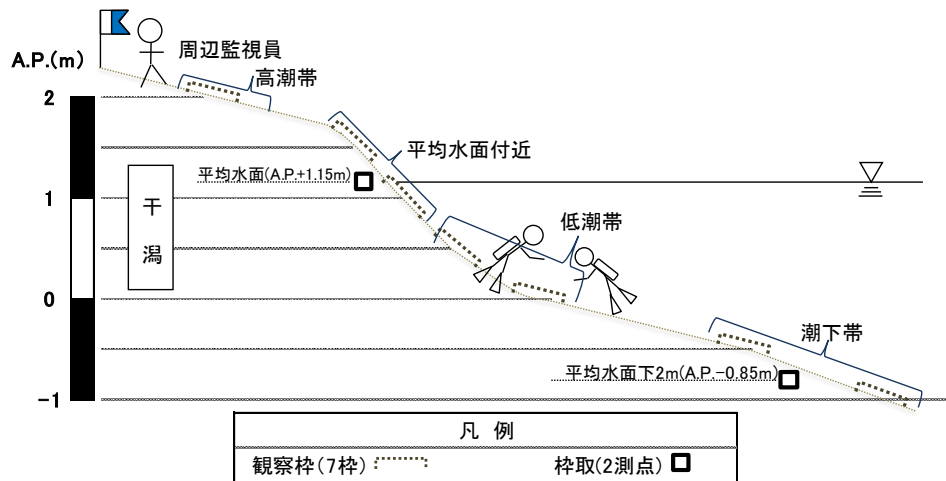 周辺監視員
A.P.(m)
高潮帯
2
平均水面付近
平均水面(A.P.+1.15m)
1
干
潟
低潮帯
0
潮下帯
平均水面下2m(A.P.-0.85m)
-1
凡 例
観察枠(7枠)
枠取(2測点)